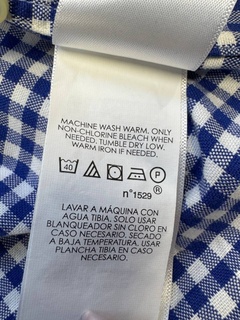 MACHINE WASH WARM. ONLY
NON-CHLORINE BLEACH WHEN
NEEDED. TUMBLE DRY LOW.
WARM IRON IF NEEDED.
40 P
n°1529 ®
LAVAR A MÁQUINA CON
AGUA TIBIA, SOLO USAR
BLANQUEADOR SIN CLORO EN
CASO NECESARIO. SECADO
A BAJA TEMPERATURA. USAR
PLANCHA TIBIA EN CASO
NECESARIO.